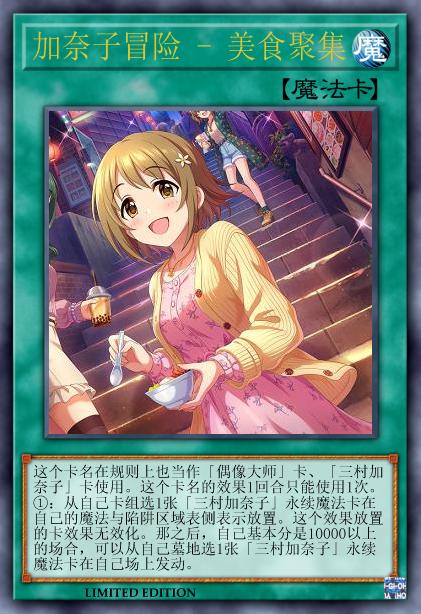 加奈子冒险 - 美食聚集
魔
【魔法卡】
这个卡名在规则上也当作「偶像大师」卡、「三村加
奈子」卡使用。这个卡名的效果1回合只能使用1次。
①：从自己卡组选1张「三村加奈子」永续魔法卡在
自己的魔法与陷阱区域表侧表示放置。这个效果放置
的卡效果无效化。那之后，自己基本分是10000以上
的场合，可以从自己墓地选1张「三村加奈子」永续
魔法卡在自己场上发动。
LIMITED EDITION